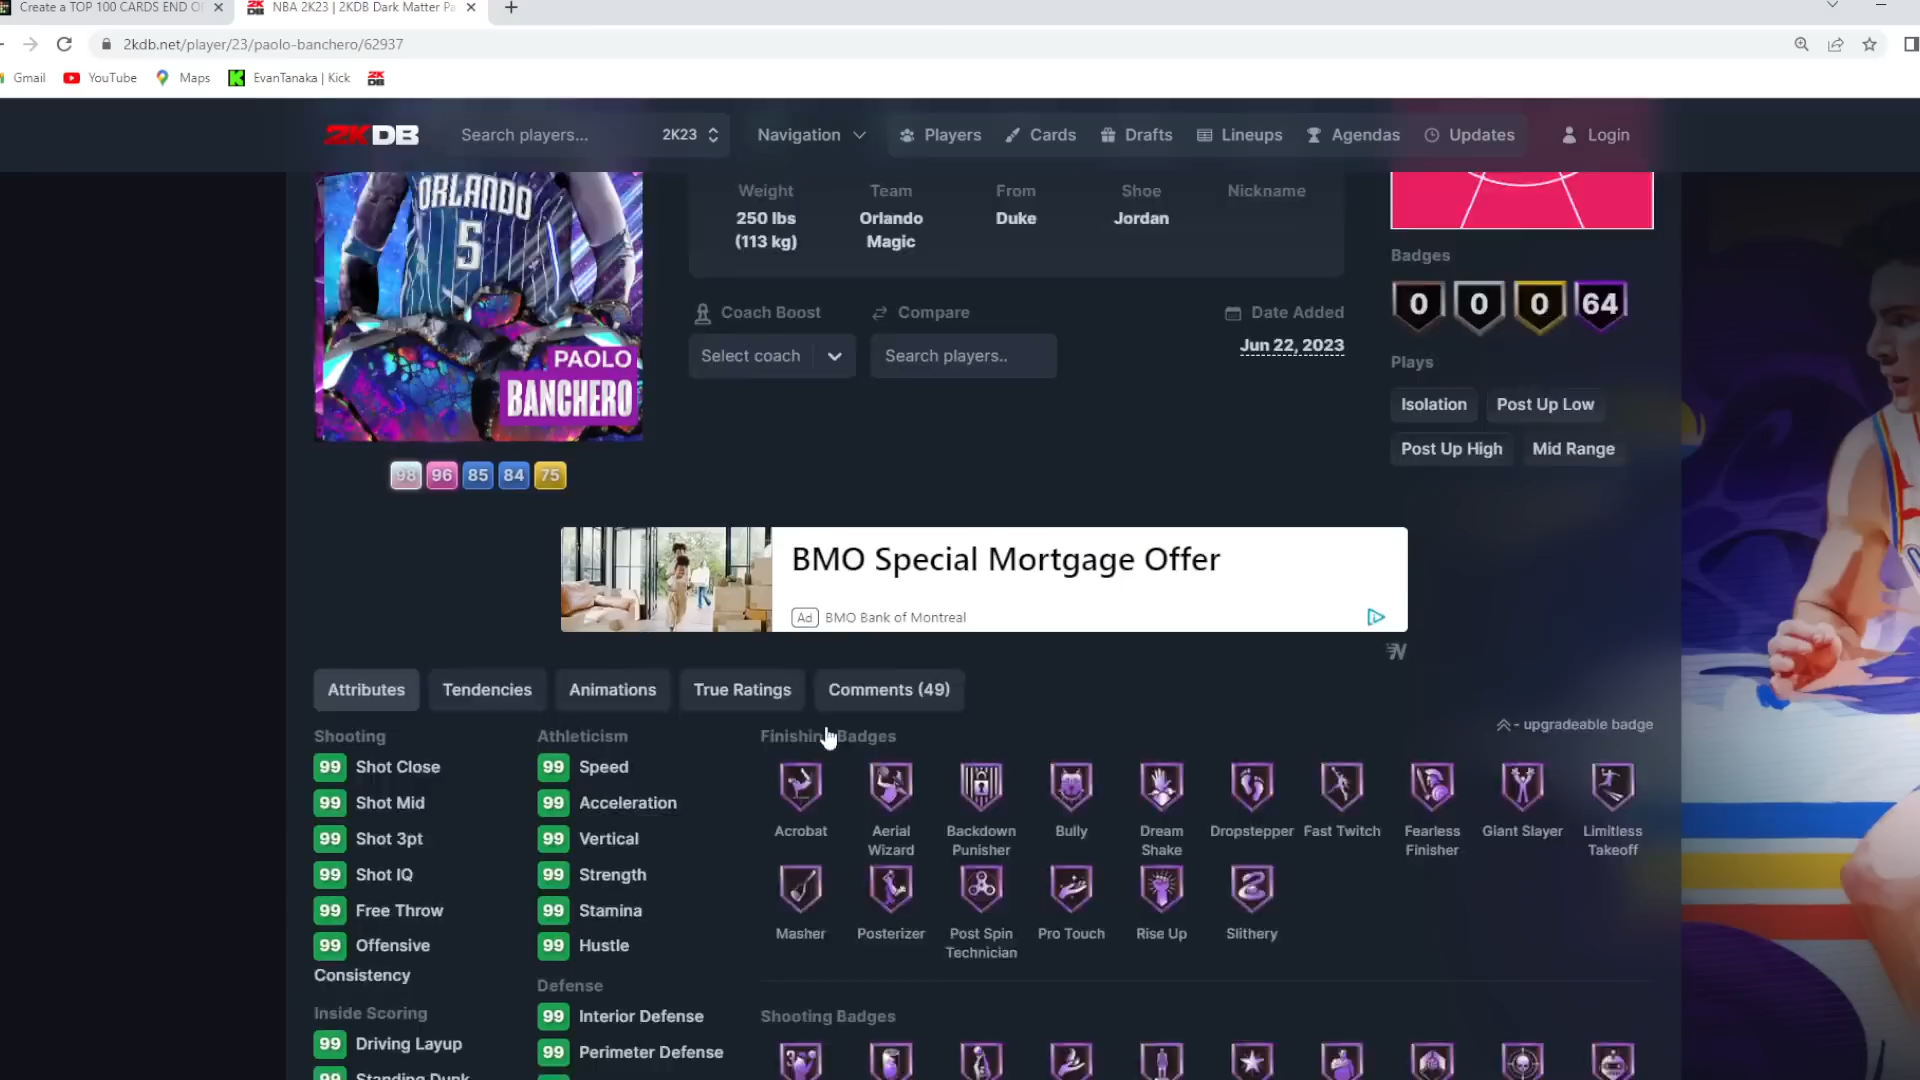 Create a TOP 100 CARDS END O
NBA 2K23 | 2KDB Dark Matter Pa
2kdb.net/player/23/paolo-banchero/62937
Gmail
YouTube
Maps
EvanTanaka | Kick
2KDB
Search players...
2K23
Navigation
Players
Cards
Drafts
Lineups
Agendas
Updates
Login
ORLANDO
5
PAOLO
BANCHERO
98 96 85 84 75
Weight
250 lbs
(113 kg)
Team
Orlando
Magic
From
Duke
Shoe
Jordan
Nickname
Coach Boost
Select coach
Compare
Search players..
Date Added
Jun 22, 2023
Badges
0 0 0 64
Plays
Isolation
Post Up Low
Post Up High
Mid Range
BMO Special Mortgage Offer
Ad BMO Bank of Montreal
Attributes
Tendencies
Animations
True Ratings
Comments (49)
- upgradeable badge
Shooting
99 Shot Close
99 Shot Mid
99 Shot 3pt
99 Shot IQ
99 Free Throw
99 Offensive
Consistency
Inside Scoring
99 Driving Layup
99 Standing Dunk
Athleticism
99 Speed
99 Acceleration
99 Vertical
99 Strength
99 Stamina
99 Hustle
Defense
99 Interior Defense
99 Perimeter Defense
Finishing Badges
Acrobat
Aerial
Wizard
Backdown
Punisher
Bully
Dream
Shake
Dropstepper
Fast Twitch
Fearless
Finisher
Giant Slayer
Limitless
Takeoff
Masher
Posterizer
Post Spin
Technician
Pro Touch
Rise Up
Slithery
Shooting Badges